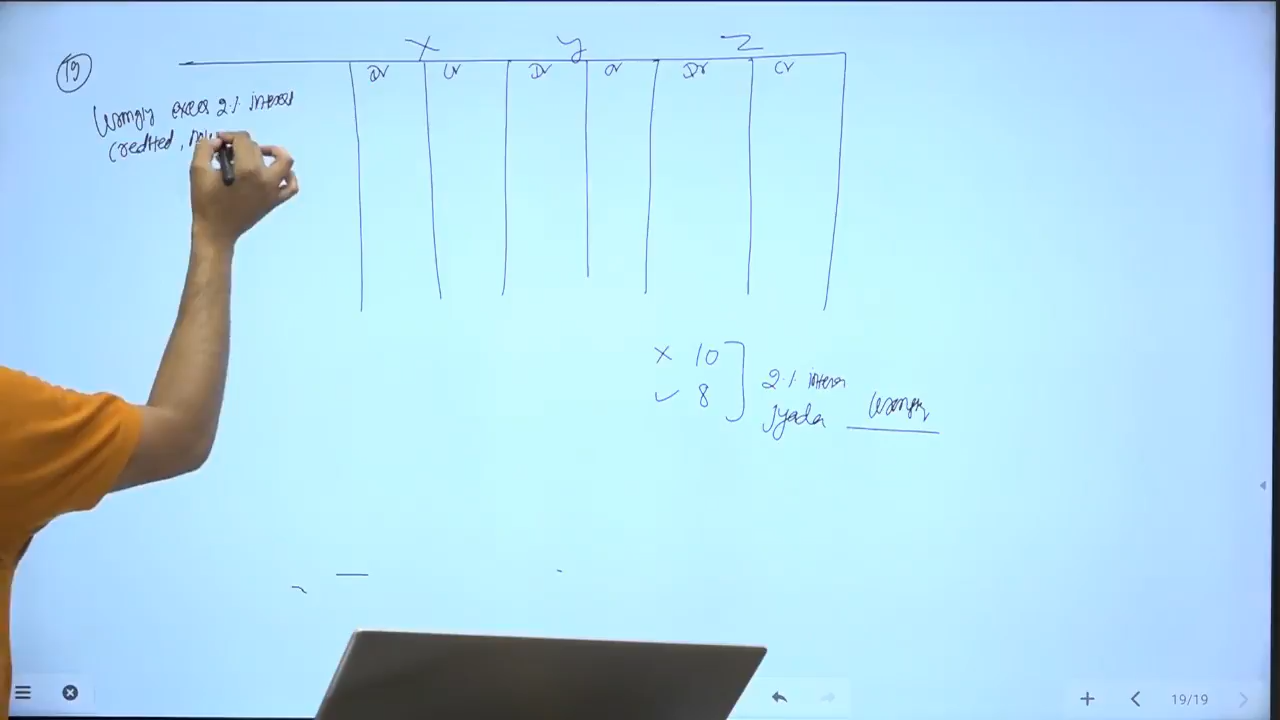 19
X Y Z
Dr Cr Dr Cr Dr Cr
Wrongly excess 2% interest
Credited, now
× 10
✓ 8
2% interest
Jyada Wrongly
19/19